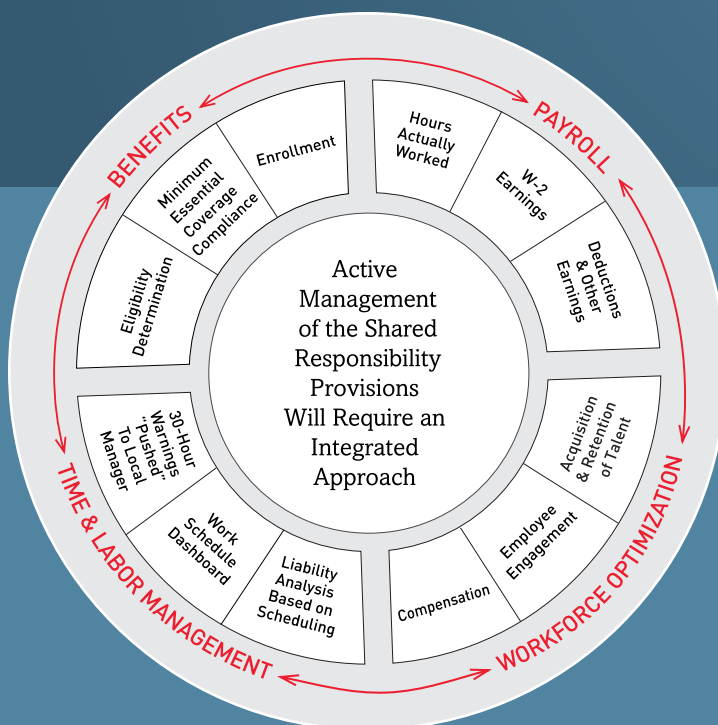 BENEFITS
PAYROLL
Enrollment
Minimum
Essential
Coverage
Compliance
Eligibility
Determination
Hours
Actually
Worked
W-2
Earnings
Deductions
& Other
Earnings
Active
Management
of the Shared
Responsibility
Provisions
Will Require an
Integrated
Approach
30-Hour
Warnings
"Pushed"
To Local
Manager
Work
Schedule
Dashboard
Liability
Analysis
Based on
Scheduling
Acquisition
& Retention
of Talent
Employee
Engagement
Compensation
TIME & LABOR MANAGEMENT
WORKFORCE OPTIMIZATION